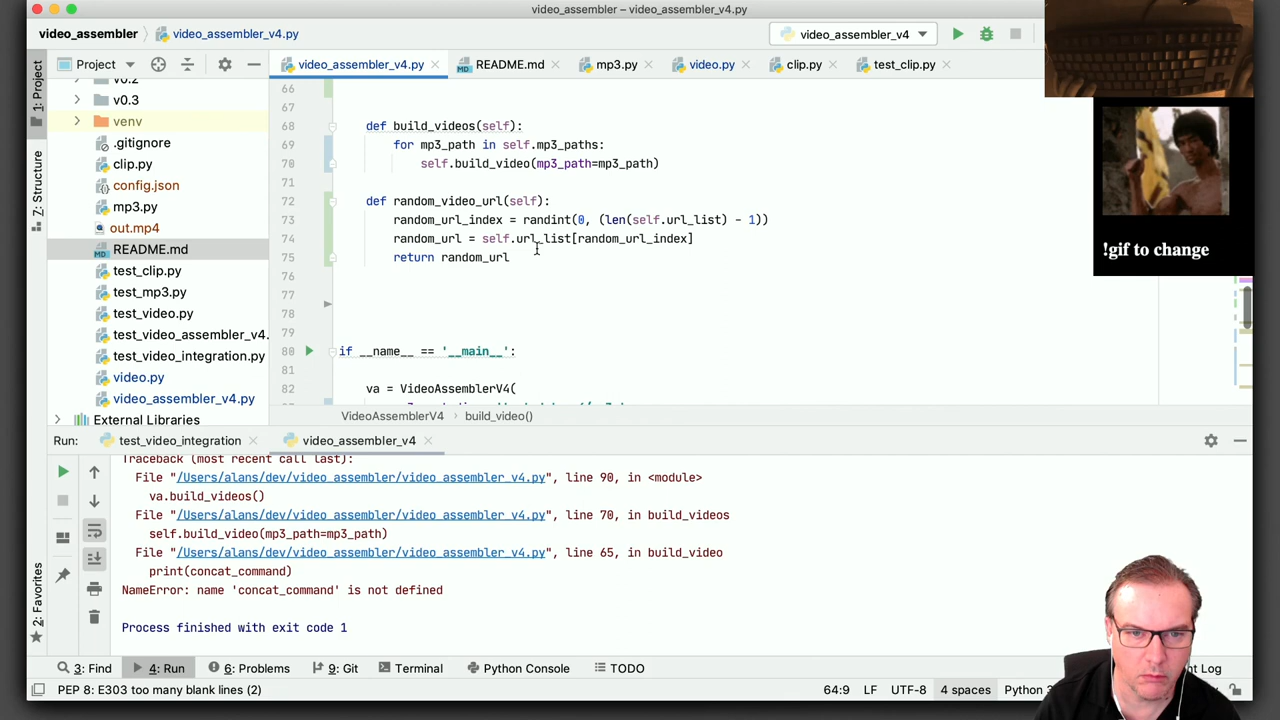 video_assembler – video_assembler_v4.py
video_assembler
video_assembler_v4.py
video_assembler_v4
Project
video_assembler_v4.py
README.md
mp3.py
video.py
clip.py
test_clip.py
1: Project
Z: Structure
2: Favorites
v0.2
v0.3
venv
.gitignore
clip.py
config.json
mp3.py
out.mp4
README.md
test_clip.py
test_mp3.py
test_video.py
test_video_assembler_v4.
test_video_integration.py
video.py
video_assembler_v4.py
External Libraries
66
67
68 def build_videos(self):
69 for mp3_path in self.mp3_paths:
70 self.build_video(mp3_path=mp3_path)
71
72 def random_video_url(self):
73 random_url_index = randint(0, (len(self.url_list) - 1))
74 random_url = self.url_list[random_url_index]
75 return random_url
76
77
78
79
80 if __name__ == '__main__':
81
82 va = VideoAssemblerV4(
VideoAssemblerV4 › build_video()
!gif to change
Run:
test_video_integration
video_assembler_v4
Traceback (most recent call last):
File "/Users/alans/dev/video_assembler/video_assembler_v4.py", line 90, in <module>
va.build_videos()
File "/Users/alans/dev/video_assembler/video_assembler_v4.py", line 70, in build_videos
self.build_video(mp3_path=mp3_path)
File "/Users/alans/dev/video_assembler/video_assembler_v4.py", line 65, in build_video
print(concat_command)
NameError: name 'concat_command' is not defined
Process finished with exit code 1
3: Find
4: Run
6: Problems
9: Git
Terminal
Python Console
TODO
t Log
PEP 8: E303 too many blank lines (2)
64:9 LF UTF-8 4 spaces Python